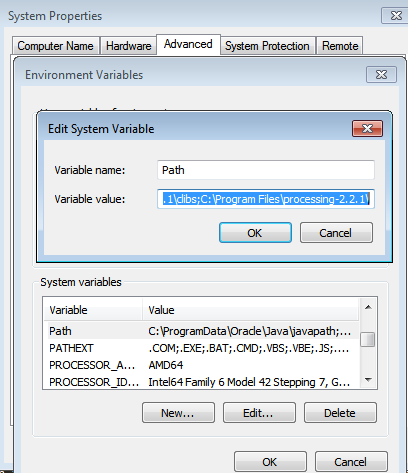 System Properties
Computer Name Hardware Advanced System Protection Remote
Environment Variables
Edit System Variable
Variable name: Path
Variable value: .1\clibs;C:\Program Files\processing-2.2.1\
OK Cancel
System variables
Variable Value
Path C:\ProgramData\Oracle\Java\javapath;...
PATHEXT .COM;.EXE;.BAT;.CMD;.VBS;.VBE;.JS;....
PROCESSOR_A... AMD64
PROCESSOR_ID... Intel64 Family 6 Model 42 Stepping 7, G...
New... Edit... Delete
OK Cancel